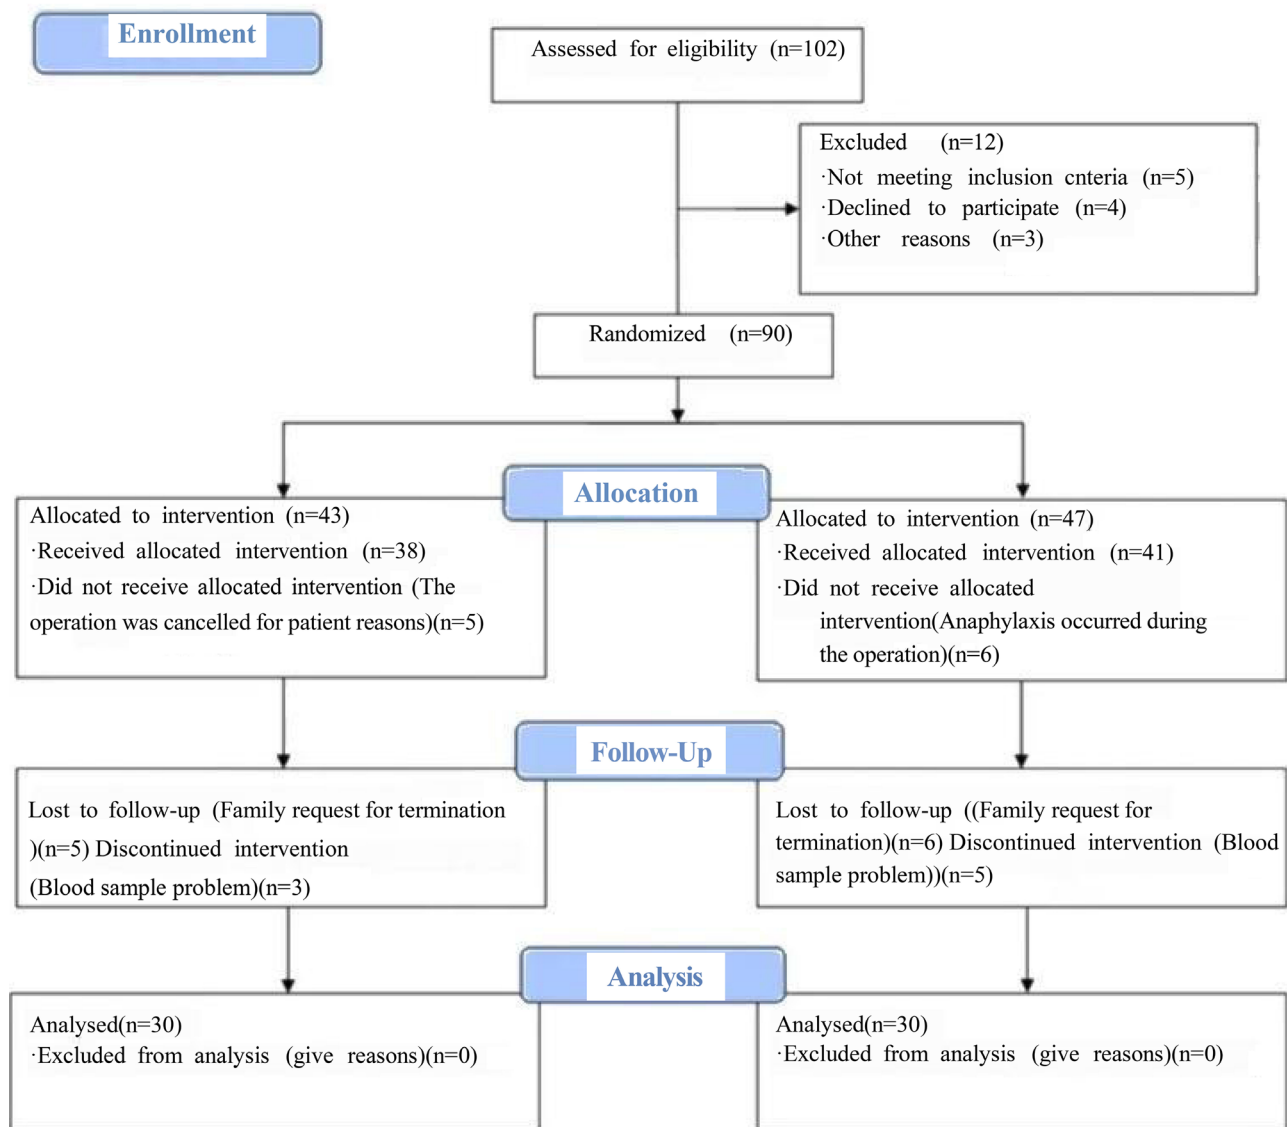 Enrollment
Assessed for eligibility (n=102)
Excluded (n=12)
·Not meeting inclusion cnteria (n=5)
·Declined to participate (n=4)
·Other reasons (n=3)
Randomized (n=90)
Allocation
Allocated to intervention (n=43)
·Received allocated intervention (n=38)
·Did not receive allocated intervention (The
operation was cancelled for patient reasons)(n=5)
Allocated to intervention (n=47)
·Received allocated intervention (n=41)
·Did not receive allocated
intervention(Anaphylaxis occurred during
the operation)(n=6)
Follow-Up
Lost to follow-up (Family request for termination
)(n=5) Discontinued intervention
(Blood sample problem)(n=3)
Lost to follow-up ((Family request for
termination)(n=6) Discontinued intervention (Blood
sample problem))(n=5)
Analysis
Analysed(n=30)
·Excluded from analysis (give reasons)(n=0)
Analysed(n=30)
·Excluded from analysis (give reasons)(n=0)